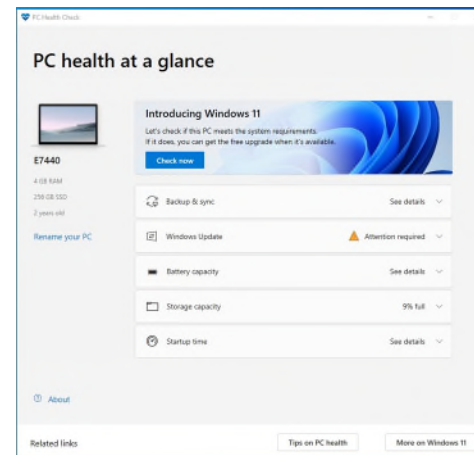 PC Health Check
PC health at a glance
E7440
4 GB RAM
256 GB SSD
2 years old
Rename your PC
Introducing Windows 11
Let's check if this PC meets the system requirements.
If it does, you can get the free upgrade when it's available.
Check now
Backup & sync See details
Windows Update Attention required
Battery capacity See details
Storage capacity 9% full
Startup time See details
About
Related links Tips on PC health More on Windows 11